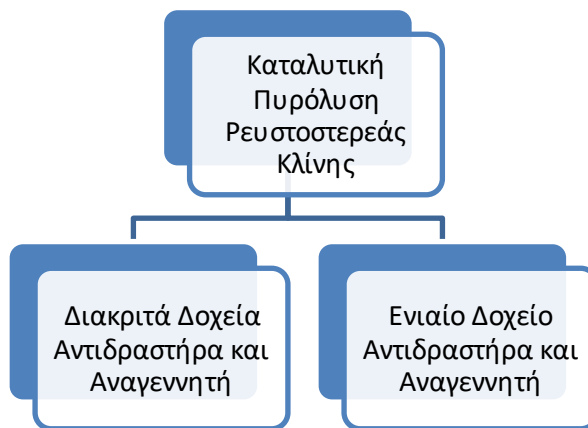 Καταλυτική
Πυρόλυση
Ρευστοστερεάς
Κλίνης
Διακριτά Δοχεία
Αντιδραστήρα και
Αναγεννητή
Ενιαίο Δοχείο
Αντιδραστήρα και
Αναγεννητή